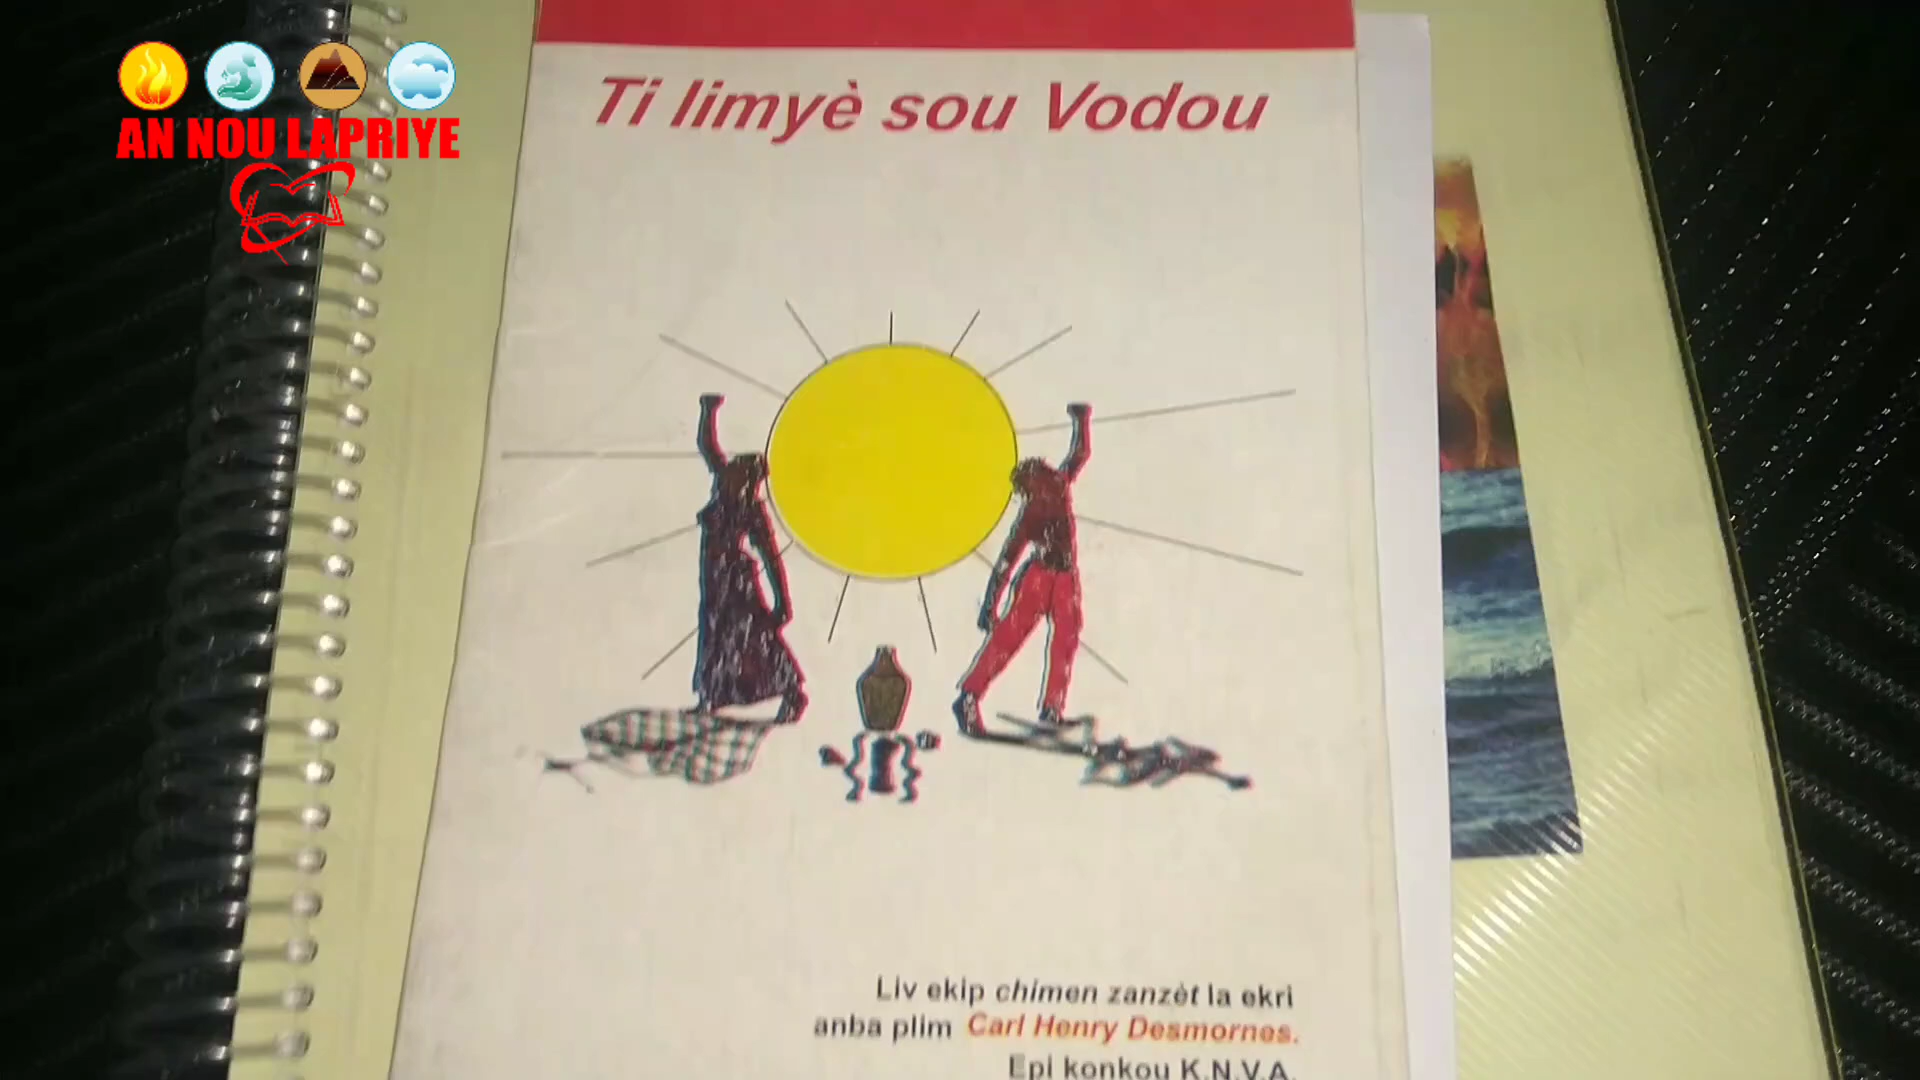 AN NOU LAPRIYE
Ti limyè sou Vodou
Liv ekip chimen zanzèt la ekri
anba plim Carl Henry Desmornes.
Epi konkou K.N.V.A.